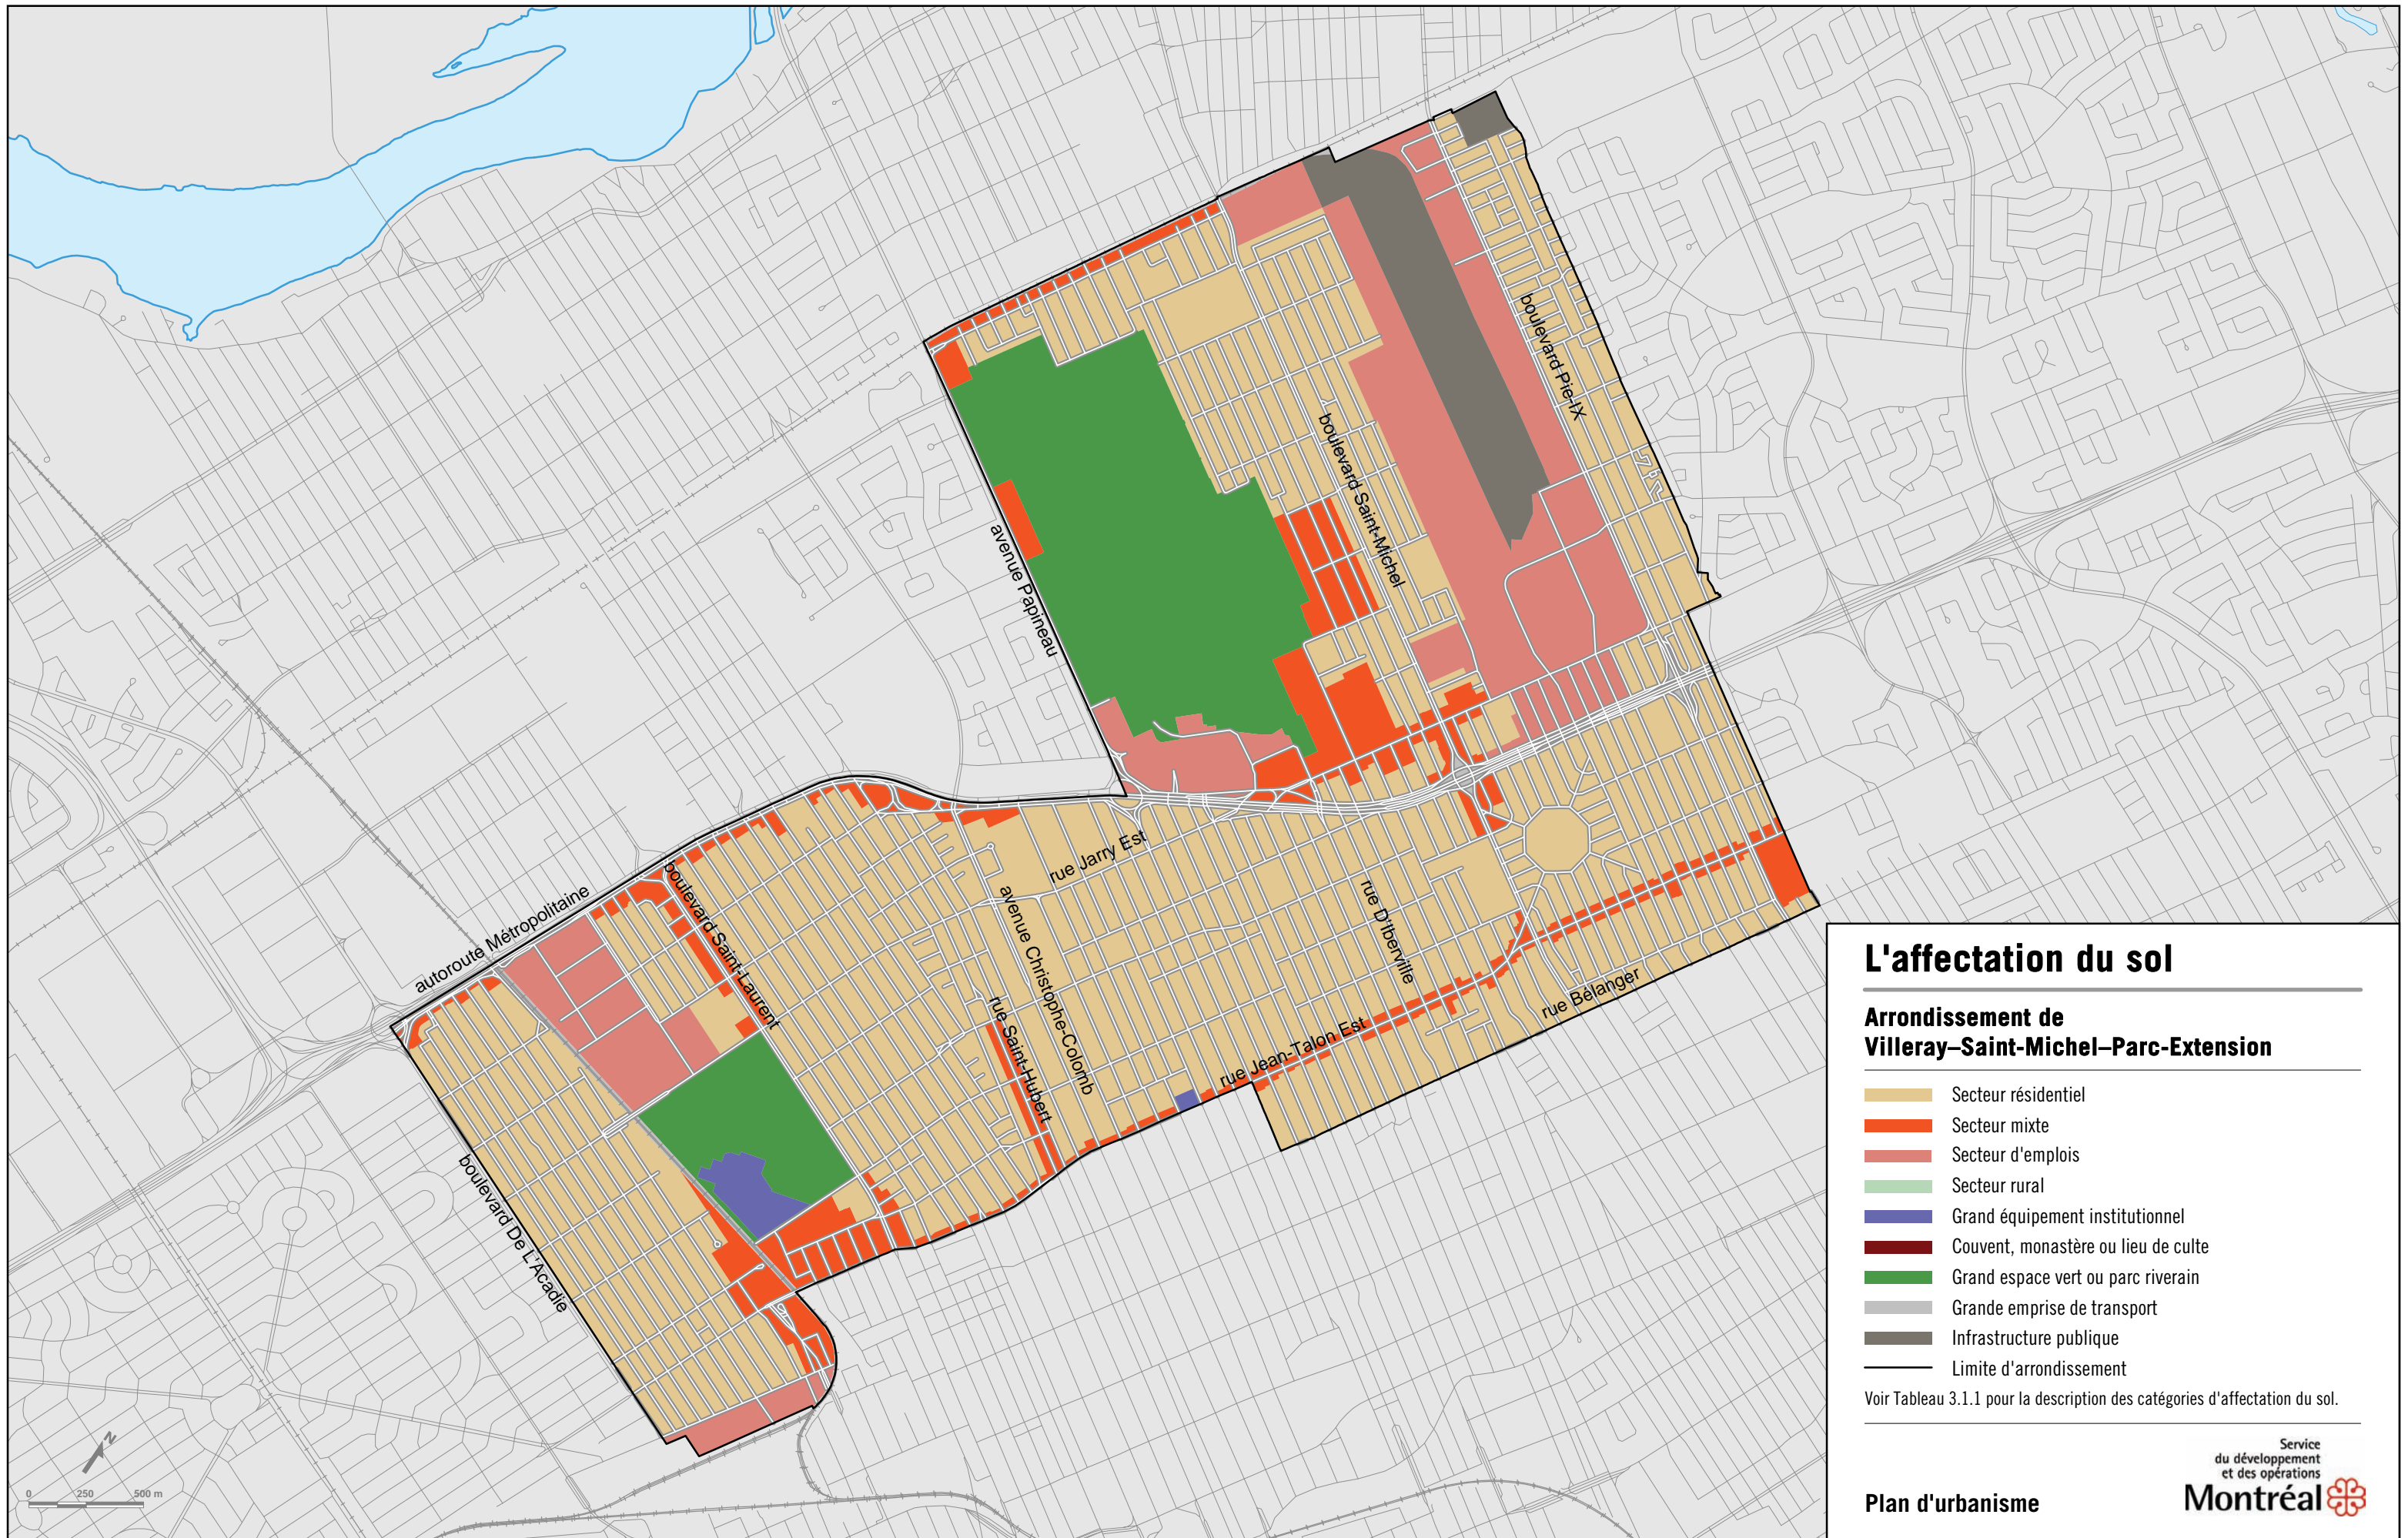 boulevard Pie-IX
boulevard Saint-Michel
avenue Papineau
rue Jarry Est
autoroute Métropolitaine
boulevard Saint-Laurent
avenue Christophe-Colomb
rue D'Iberville
rue Saint-Hubert
rue Jean-Talon Est
rue Bélanger
boulevard De L'Acadie
N
0 250 500 m
L'affectation du sol
Arrondissement de
Villeray–Saint-Michel–Parc-Extension
Secteur résidentiel
Secteur mixte
Secteur d'emplois
Secteur rural
Grand équipement institutionnel
Couvent, monastère ou lieu de culte
Grand espace vert ou parc riverain
Grande emprise de transport
Infrastructure publique
Limite d'arrondissement
Voir Tableau 3.1.1 pour la description des catégories d'affectation du sol.
Plan d'urbanisme
Service
du développement
et des opérations
Montréal